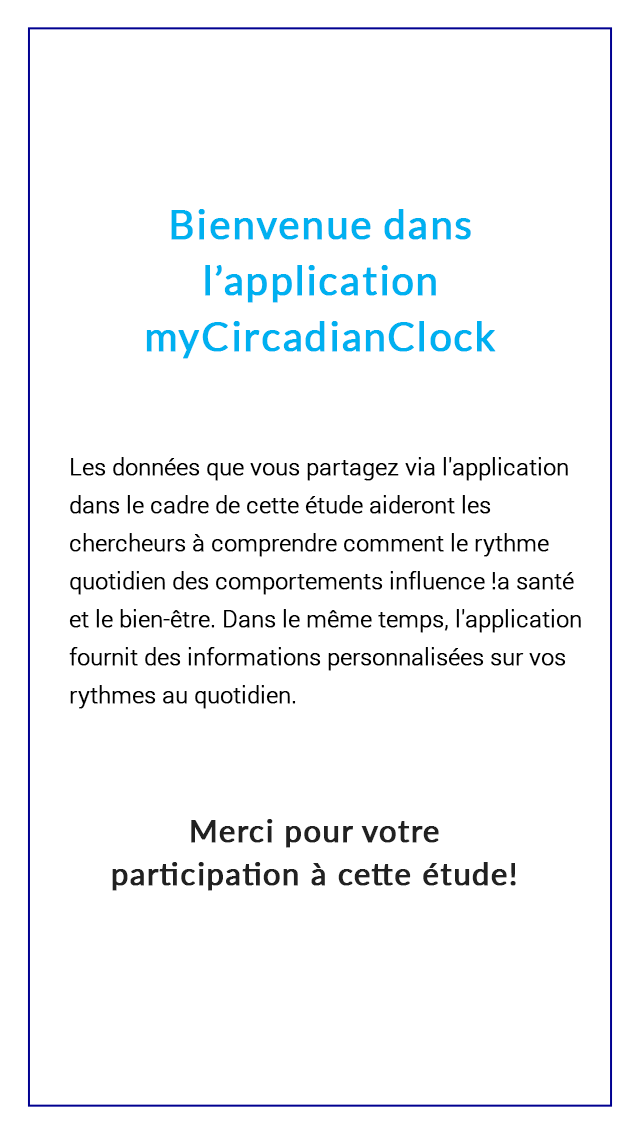 Bienvenue dans
l’application
myCircadianClock
Les données que vous partagez via l'application
dans le cadre de cette étude aideront les
chercheurs à comprendre comment le rythme
quotidien des comportements influence !a santé
et le bien-être. Dans le même temps, l'application
fournit des informations personnalisées sur vos
rythmes au quotidien.
Merci pour votre
participation à cette étude!